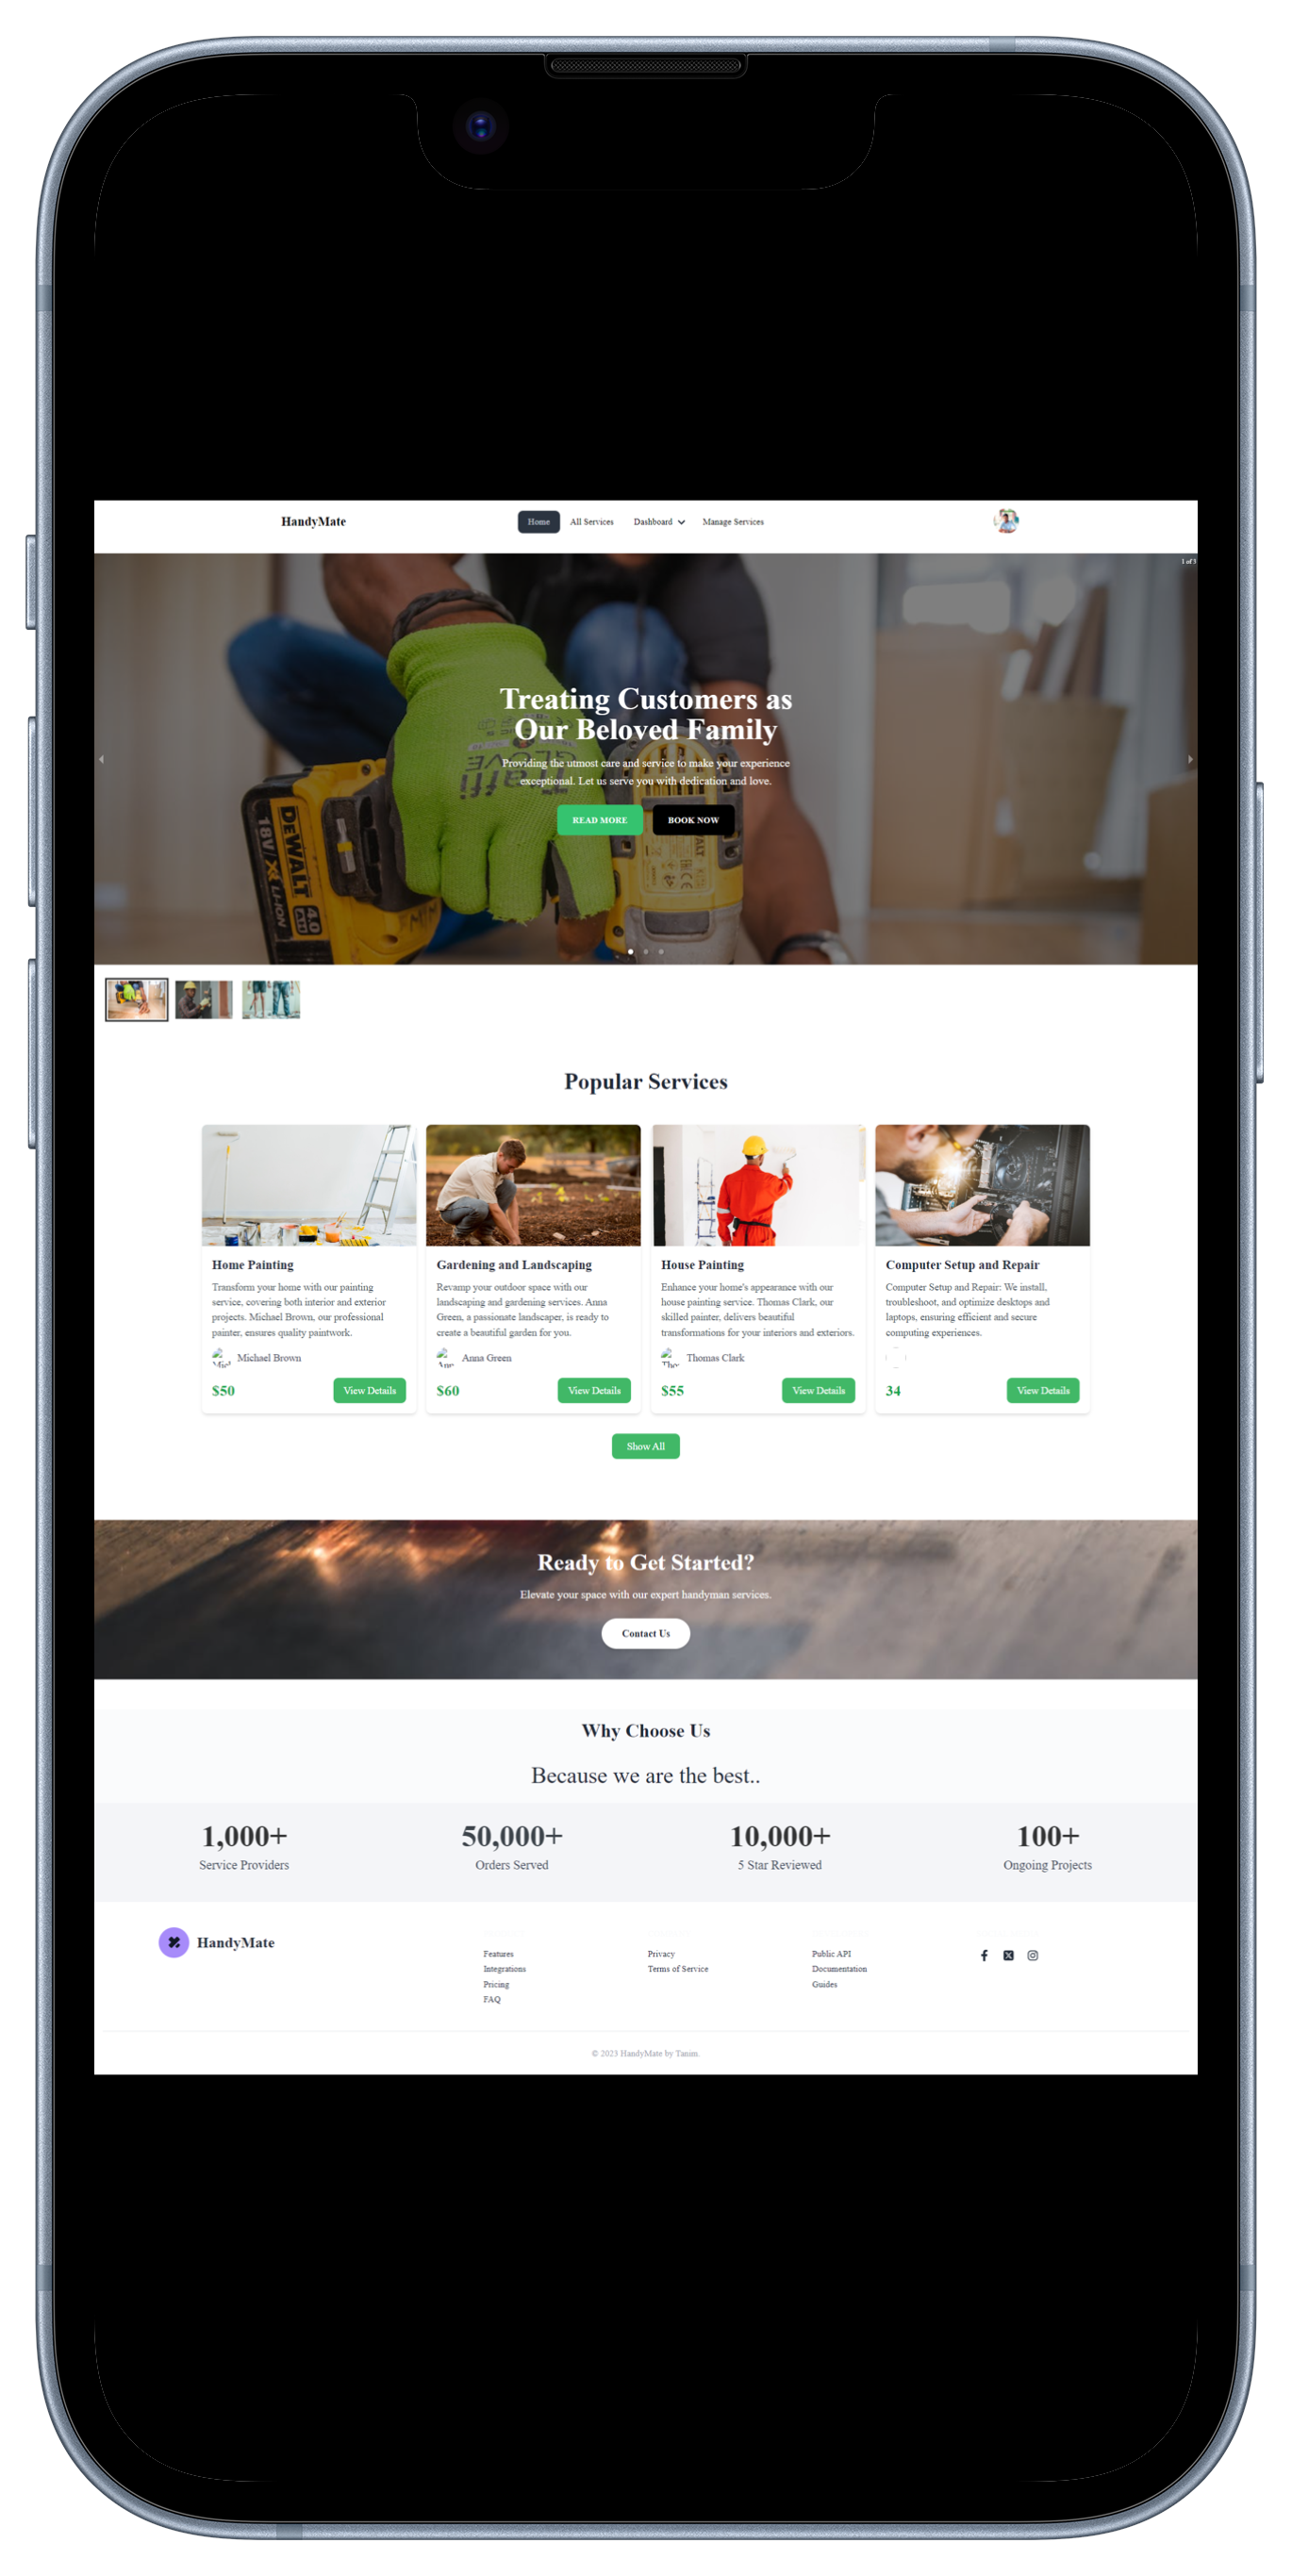 HandyMate
Home
All Services
Dashboard
Manage Services
1 of 3
Treating Customers as
Our Beloved Family
Providing the utmost care and service to make your experience
exceptional. Let us serve you with dedication and love.
READ MORE
BOOK NOW
GLOVE
DEWALT
18V
XR LI-ION
4.0
Popular Services
Home Painting
Transform your home with our painting
service, covering both interior and exterior
projects. Michael Brown, our professional
painter, ensures quality paintwork.
Michael Brown
$50
View Details
Gardening and Landscaping
Revamp your outdoor space with our
landscaping and gardening services. Anna
Green, a passionate landscaper, is ready to
create a beautiful garden for you.
Anna Green
$60
View Details
House Painting
Enhance your home's appearance with our
house painting service. Thomas Clark, our
skilled painter, delivers beautiful
transformations for your interiors and exteriors.
Thomas Clark
$55
View Details
Computer Setup and Repair
Computer Setup and Repair: We install,
troubleshoot, and optimize desktops and
laptops, ensuring efficient and secure
computing experiences.
34
View Details
Show All
Ready to Get Started?
Elevate your space with our expert handyman services.
Contact Us
Why Choose Us
Because we are the best..
1,000+
Service Providers
50,000+
Orders Served
10,000+
5 Star Reviewed
100+
Ongoing Projects
HandyMate
Features
Integrations
Pricing
FAQ
Privacy
Terms of Service
Public API
Documentation
Guides
© 2023 HandyMate by Tanim.